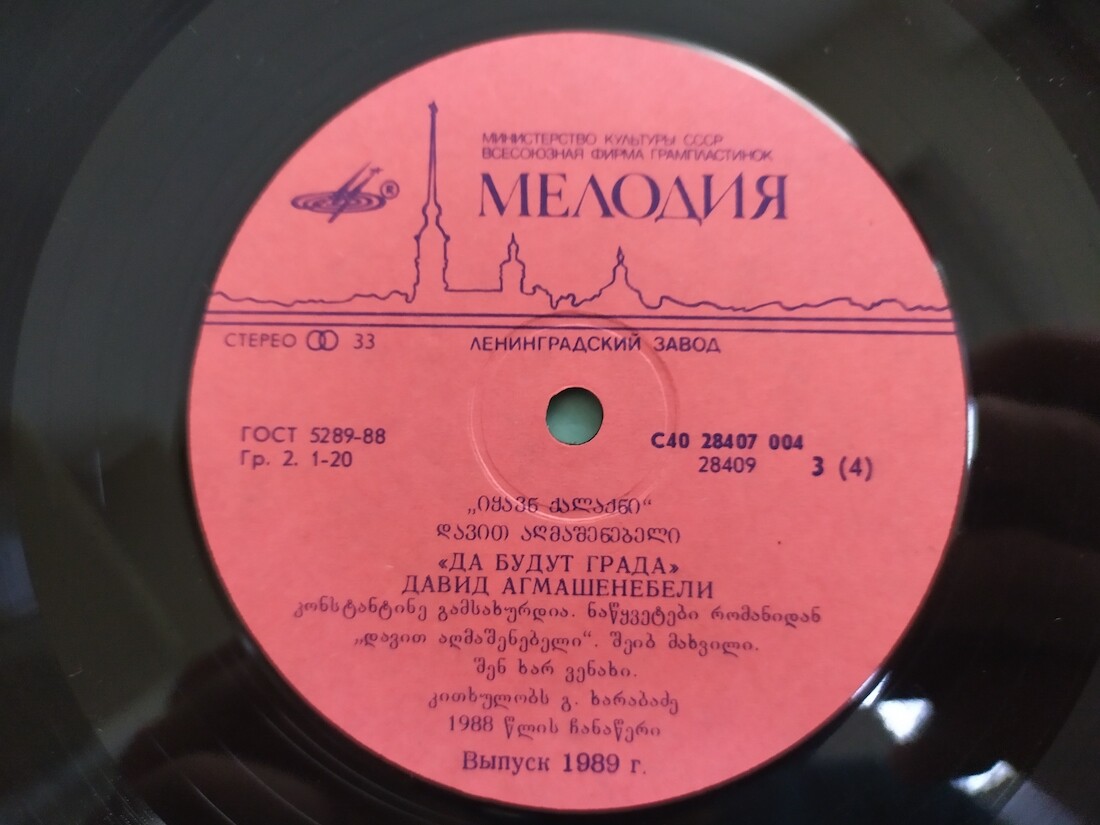 МИНИСТЕРСТВО КУЛЬТУРЫ СССР
ВСЕСОЮЗНАЯ ФИРМА ГРАМПЛАСТИНОК
МЕЛОДИЯ
®
СТЕРЕО 33
ЛЕНИНГРАДСКИЙ ЗАВОД
ГОСТ 5289-88
Гр. 2. 1-20
С40 28407 004
28409 3 (4)
„იყავნ ქალაქნი“
დავით აღმაშენებელი
«ДА БУДУТ ГРАДА»
ДАВИД АГМАШЕНЕБЕЛИ
კონსტანტინე გამსახურდია. ნაწყვეტები რომანიდან
„დავით აღმაშენებელი“. შეიბ მახვილი.
შენ ხარ ვენახი.
კითხულობს გ. ხარაბაძე
1988 წლის ჩანაწერი
Выпуск 1989 г.